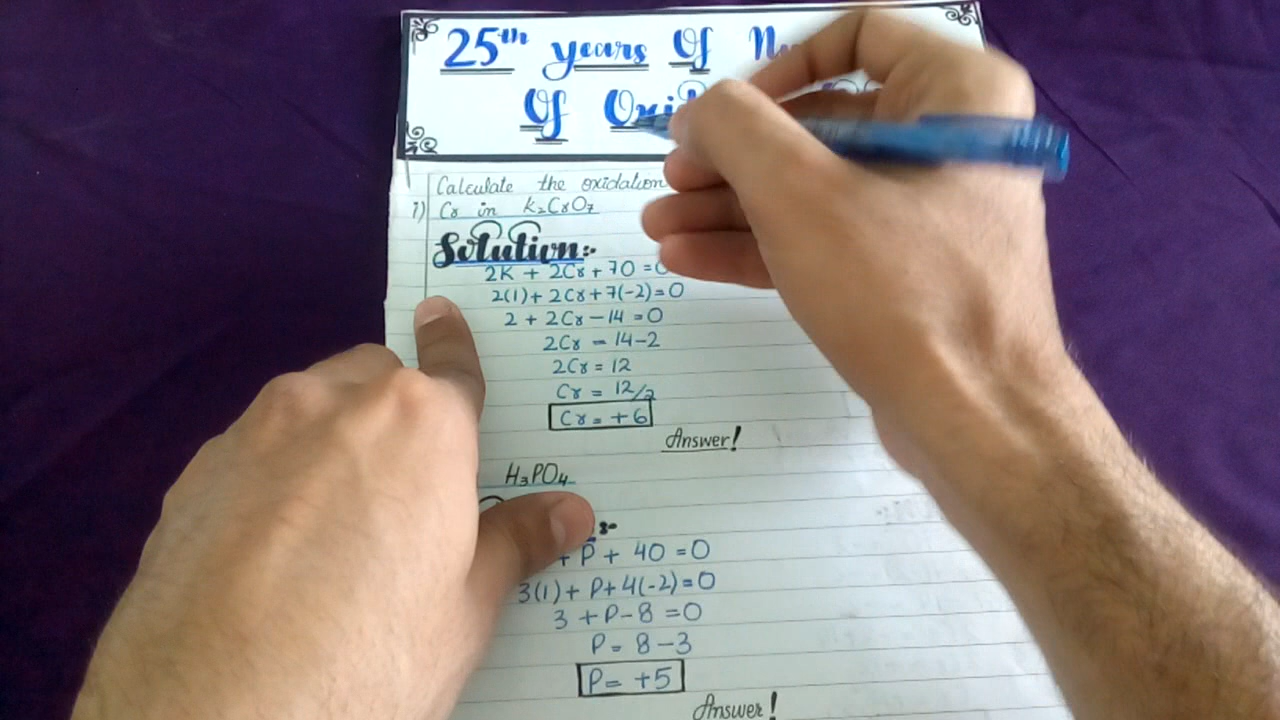 25th years Of
Of
Calculate the oxidation
1) Cr in K₂CrO₇
Solution:-
2K + 2Cr + 7O = 0
2(1) + 2Cr + 7(-2) = 0
2 + 2Cr - 14 = 0
2Cr = 14 - 2
2Cr = 12
Cr = 12/2
Cr = +6
Answer!
H₃PO₄
+ P + 4O = 0
3(1) + P + 4(-2) = 0
3 + P - 8 = 0
P = 8 - 3
P = +5
Answer!